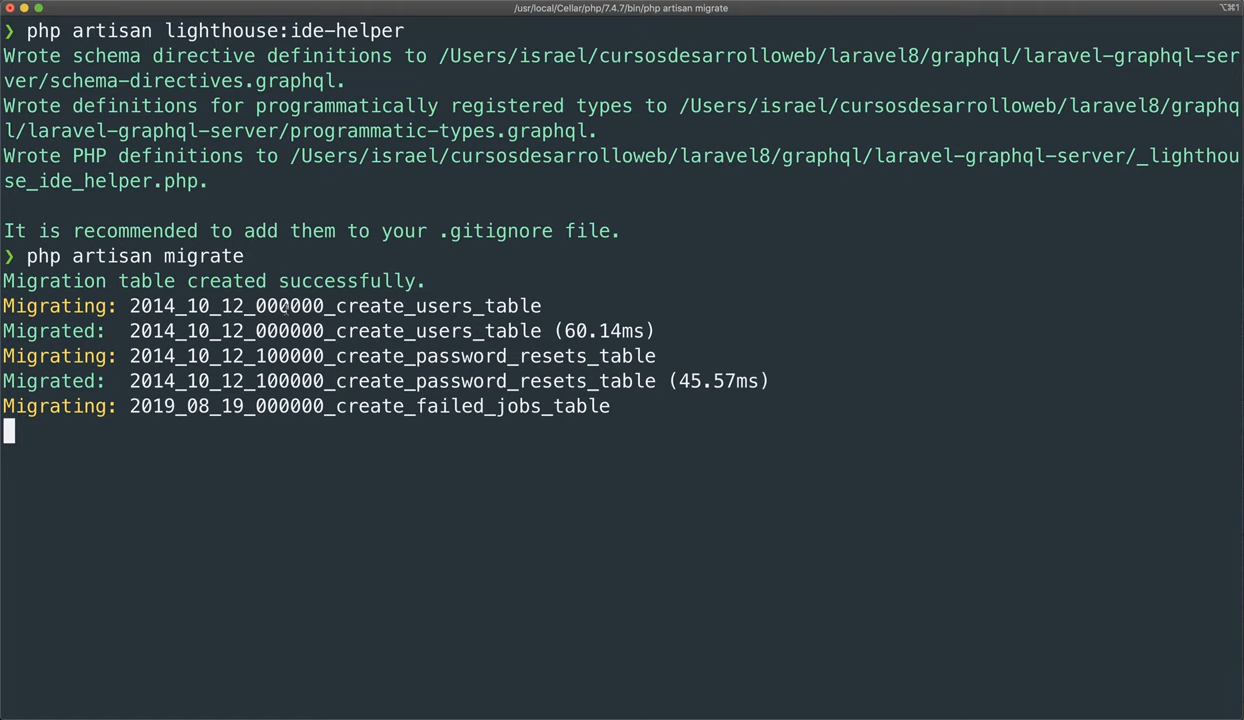 /usr/local/Cellar/php/7.4.7/bin/php artisan migrate
⌥⌘1
❯ php artisan lighthouse:ide-helper
Wrote schema directive definitions to /Users/israel/cursosdesarrolloweb/laravel8/graphql/laravel-graphql-ser
ver/schema-directives.graphql.
Wrote definitions for programmatically registered types to /Users/israel/cursosdesarrolloweb/laravel8/graphq
l/laravel-graphql-server/programmatic-types.graphql.
Wrote PHP definitions to /Users/israel/cursosdesarrolloweb/laravel8/graphql/laravel-graphql-server/_lighthou
se_ide_helper.php.
It is recommended to add them to your .gitignore file.
❯ php artisan migrate
Migration table created successfully.
Migrating: 2014_10_12_000000_create_users_table
Migrated:  2014_10_12_000000_create_users_table (60.14ms)
Migrating: 2014_10_12_100000_create_password_resets_table
Migrated:  2014_10_12_100000_create_password_resets_table (45.57ms)
Migrating: 2019_08_19_000000_create_failed_jobs_table